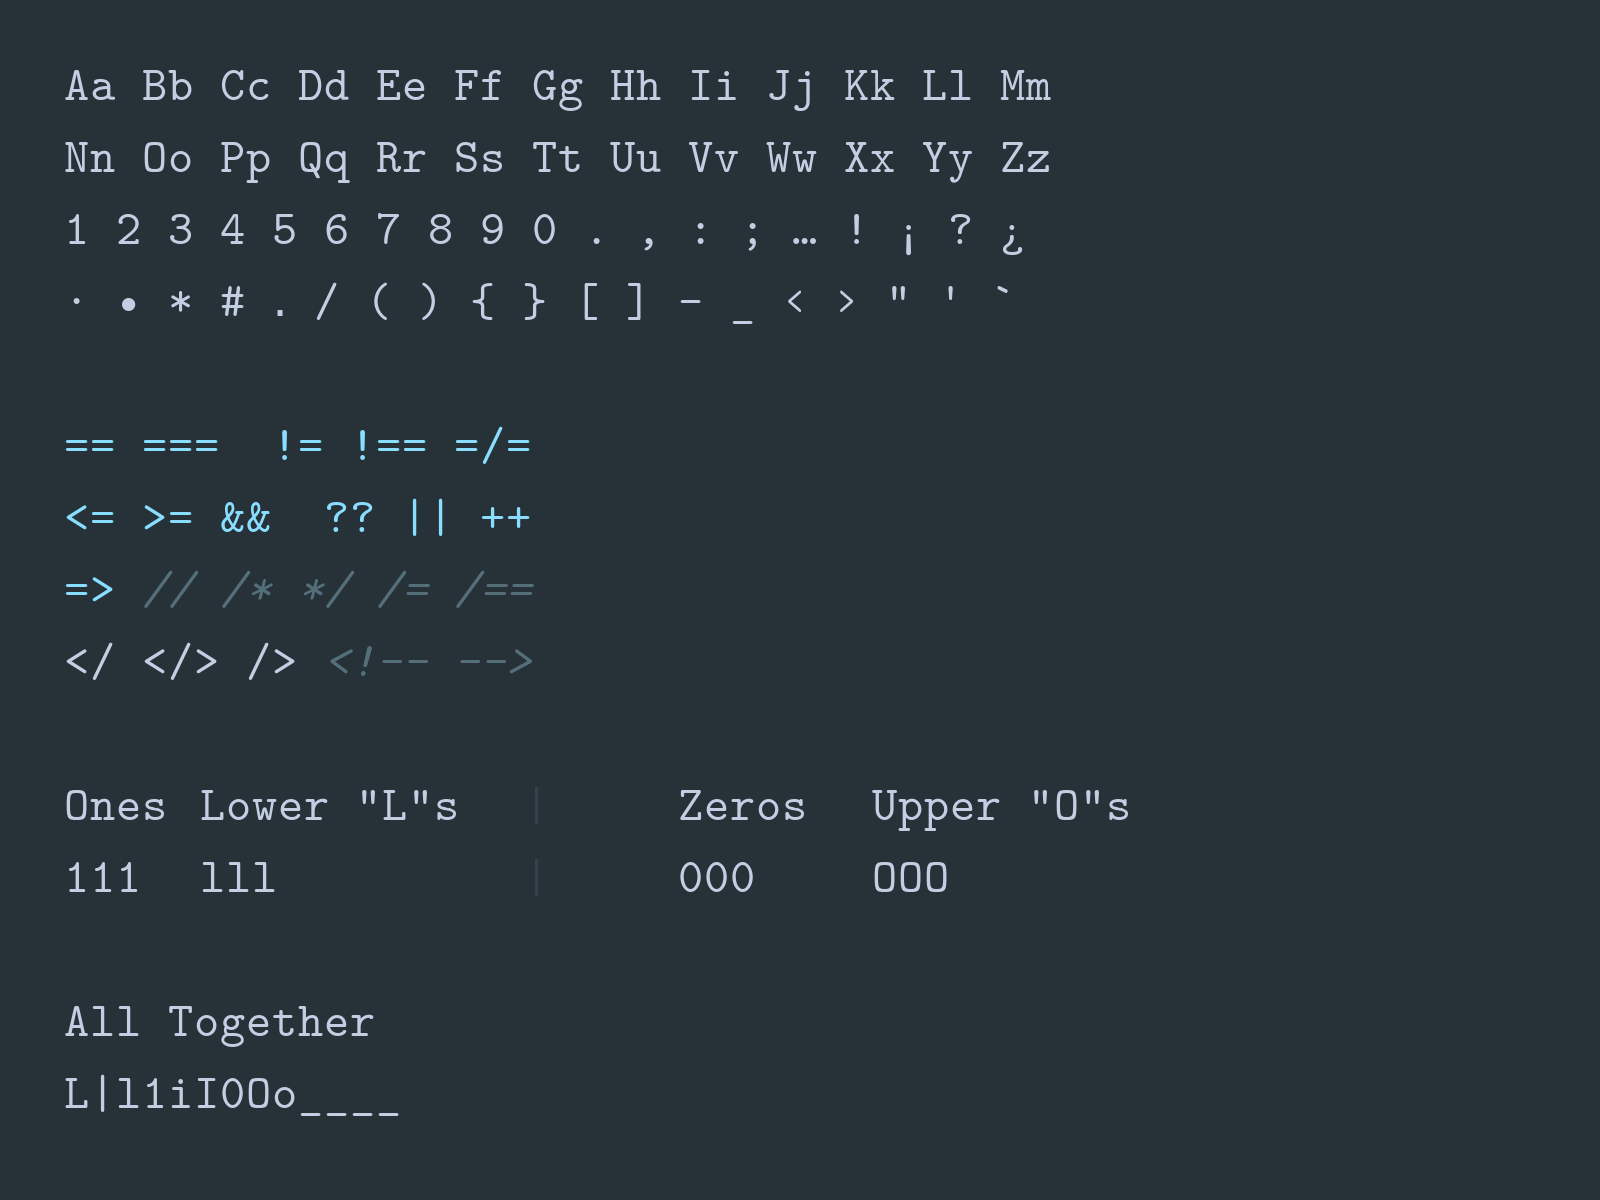 Aa Bb Cc Dd Ee Ff Gg Hh Ii Jj Kk Ll Mm
Nn Oo Pp Qq Rr Ss Tt Uu Vv Ww Xx Yy Zz
1 2 3 4 5 6 7 8 9 0 . , : ; … ! ¡ ? ¿
· • * # . / ( ) { } [ ] - _ < > " ' `
== ===  != !== =/=
<= >= &&  ?? || ++
=> // /* */ /= /==
</ </> /> <!-- -->
Ones Lower "L"s | Zeros Upper "O"s
111 lll | 000 OOO
All Together
L|l1iI0Oo____